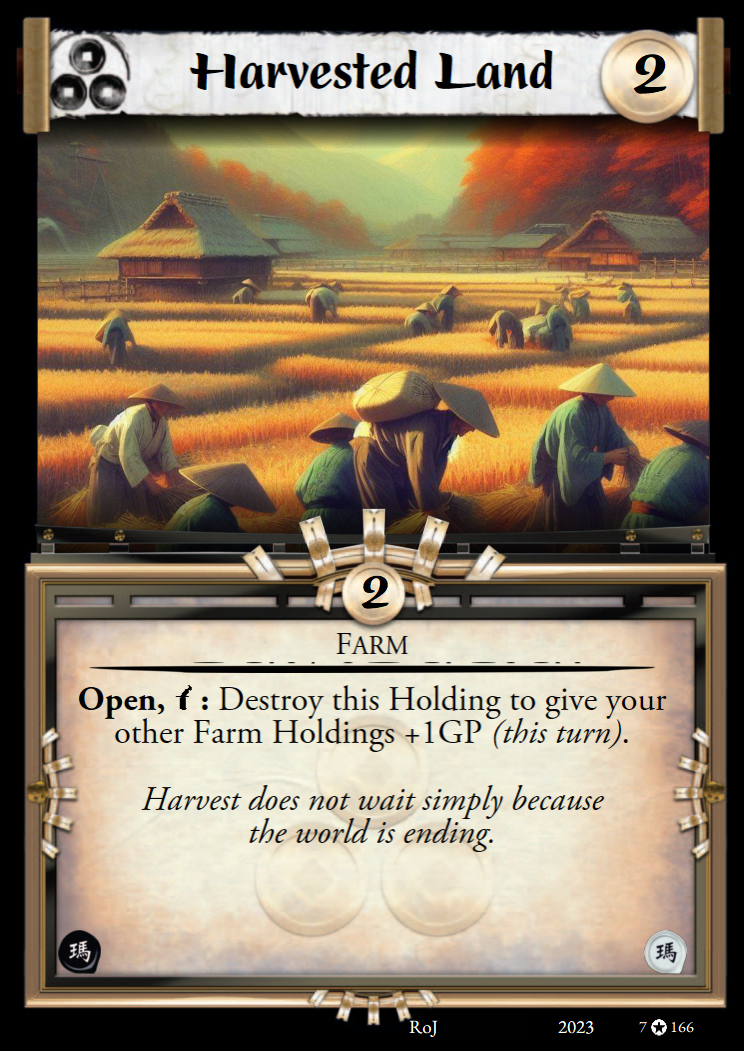 Harvested Land
2
2
FARM
Open, : Destroy this Holding to give your
other Farm Holdings +1GP (this turn).
Harvest does not wait simply because
the world is ending.
瑪
瑪
RoJ 2023 7 166